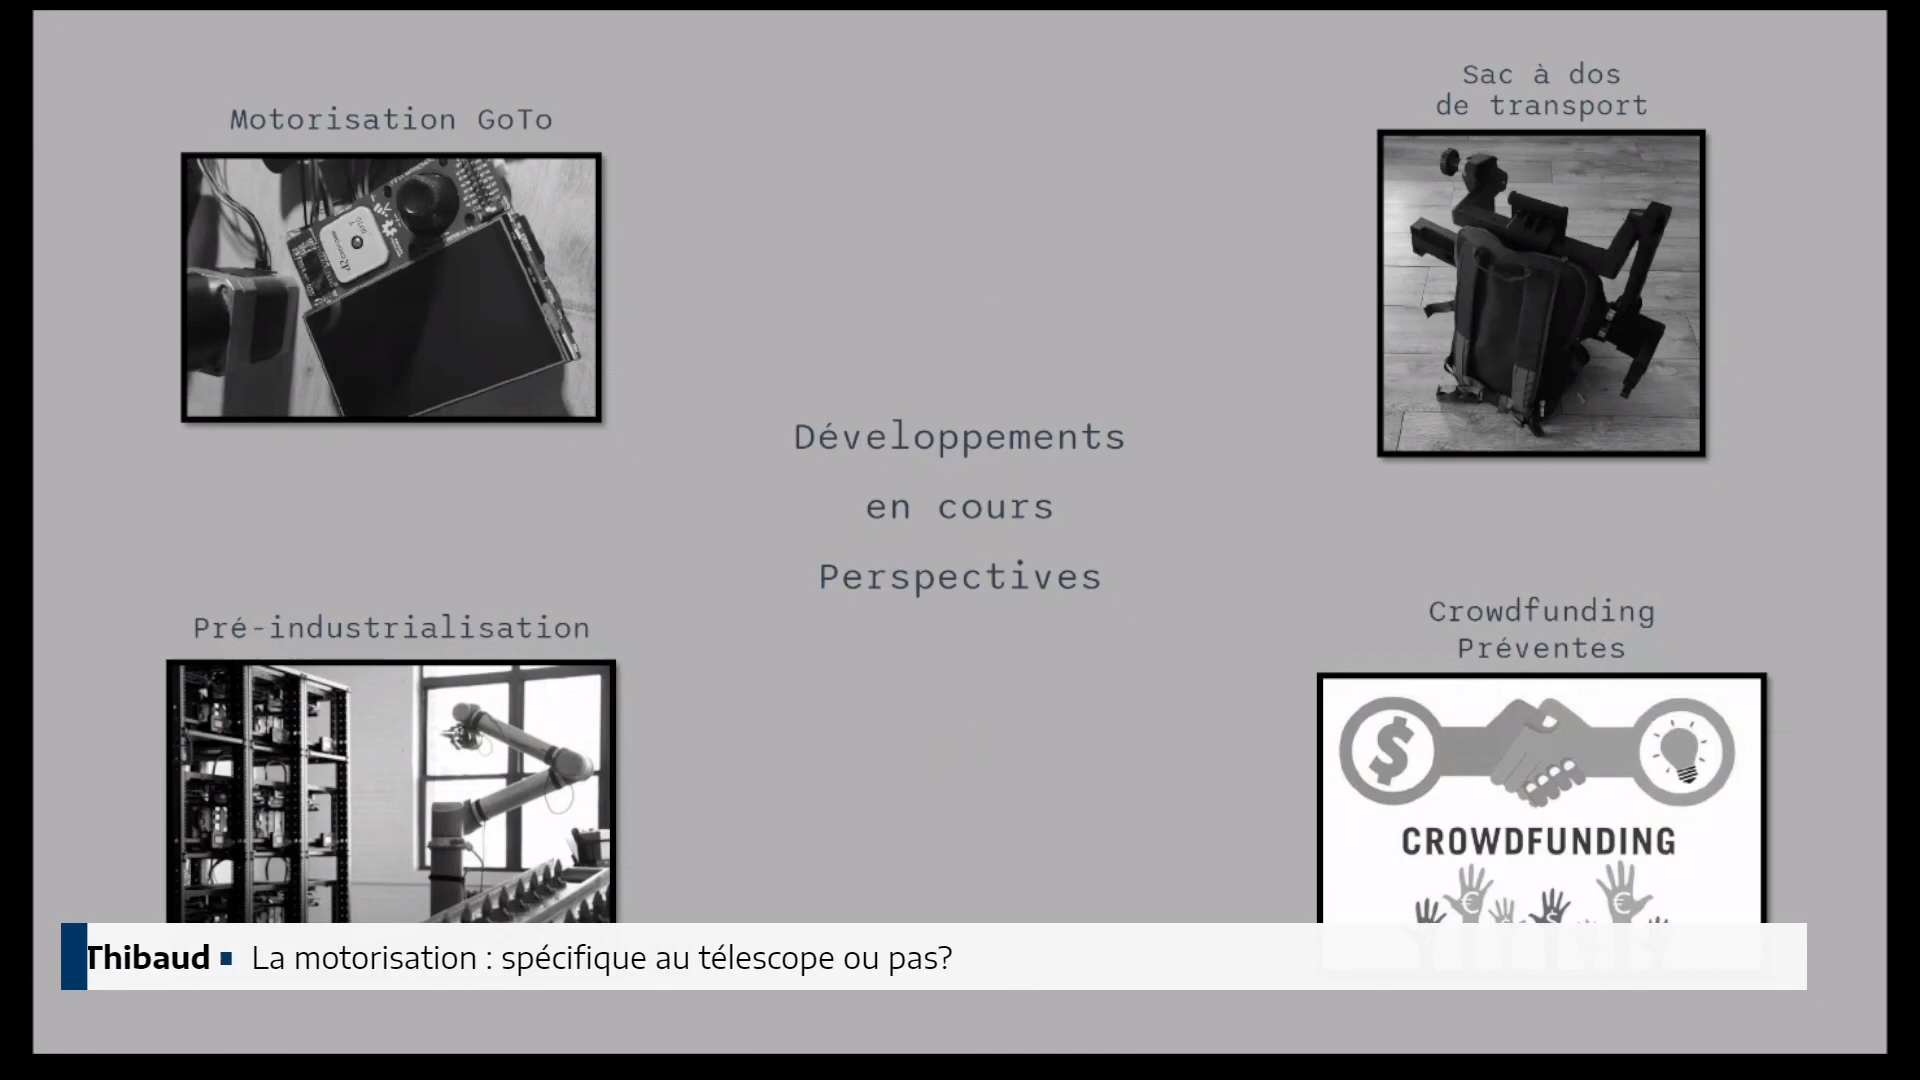 Motorisation GoTo
Sac à dos
de transport
Développements
en cours
Perspectives
Pré-industrialisation
Crowdfunding
Préventes
CROWDFUNDING
Thibaud ▪ La motorisation : spécifique au télescope ou pas?